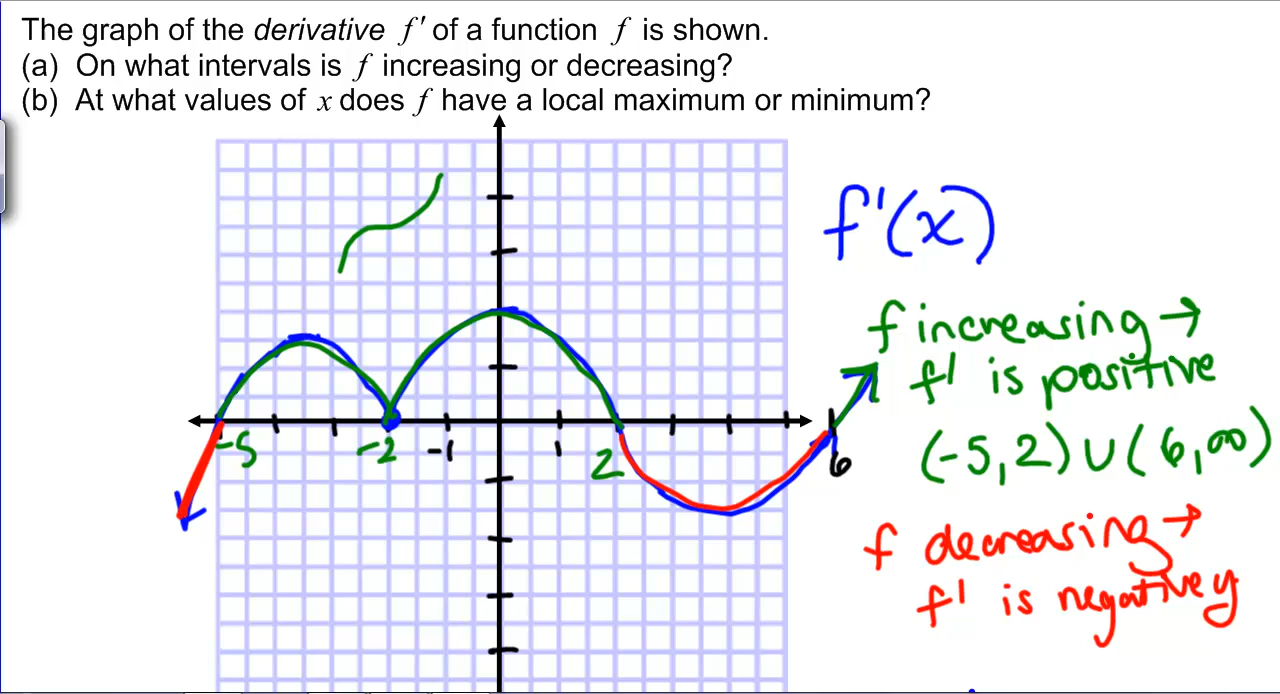 The graph of the derivative f' of a function f is shown.
(a) On what intervals is f increasing or decreasing?
(b) At what values of x does f have a local maximum or minimum?
f'(x)
f increasing →
f' is positive
-5 -2 -1 1 2 6
(-5,2) ∪ (6,∞)
f decreasing →
f' is negativey